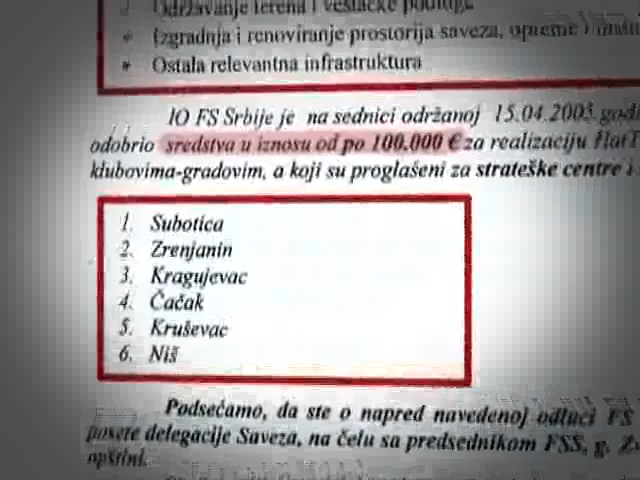 Održavanje terena i veštačke podloge
* Izgradnja i renoviranje prostorija saveza, opreme i
* Ostala relevantna infrastruktura
IO FS Srbije je na sednici održanoj 15.04.2005.
odobrio sredstva u iznosu od po 100.000 € za realizaciju
klubovima-gradovim, a koji su proglašeni za strateške centre i
1. Subotica
2. Zrenjanin
3. Kragujevac
4. Čačak
5. Kruševac
6. Niš
Podsećamo, da ste o napred navedenoj odluci FS
posete delegacije Saveza, na čelu sa predsednikom FSS, g.
opštini.